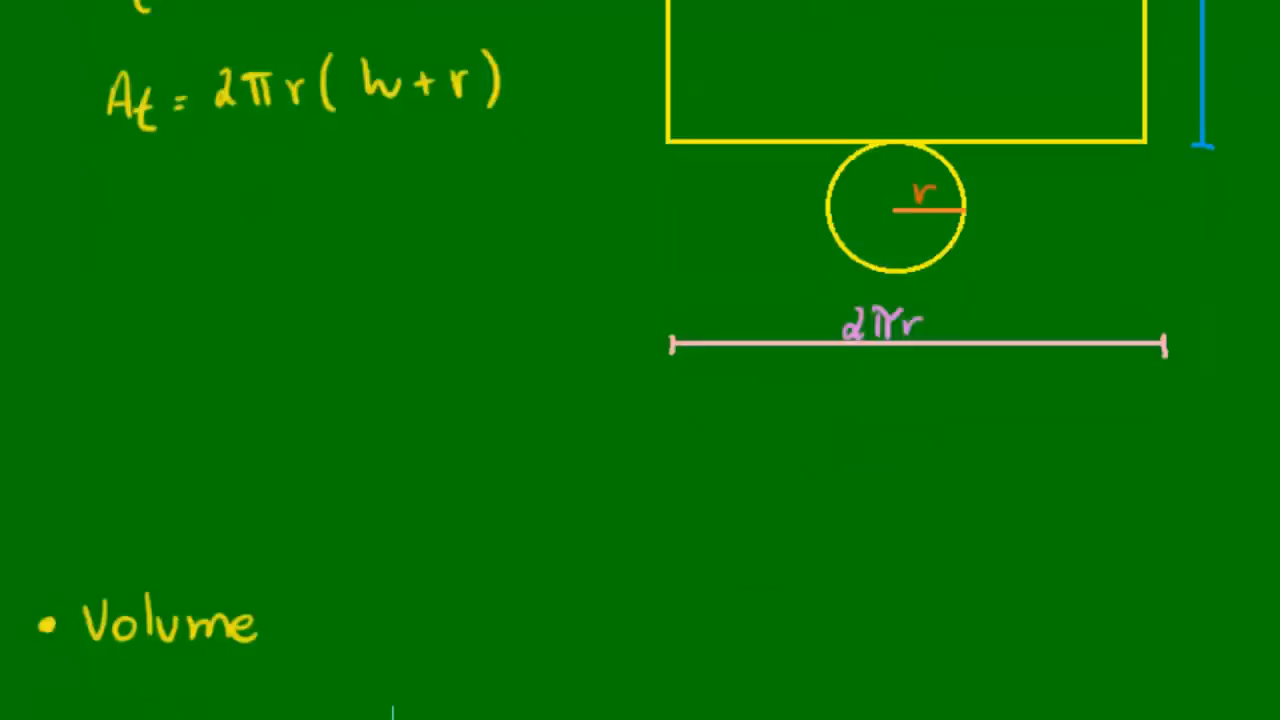 At = 2πr( h + r )
r
2πr
• Volume